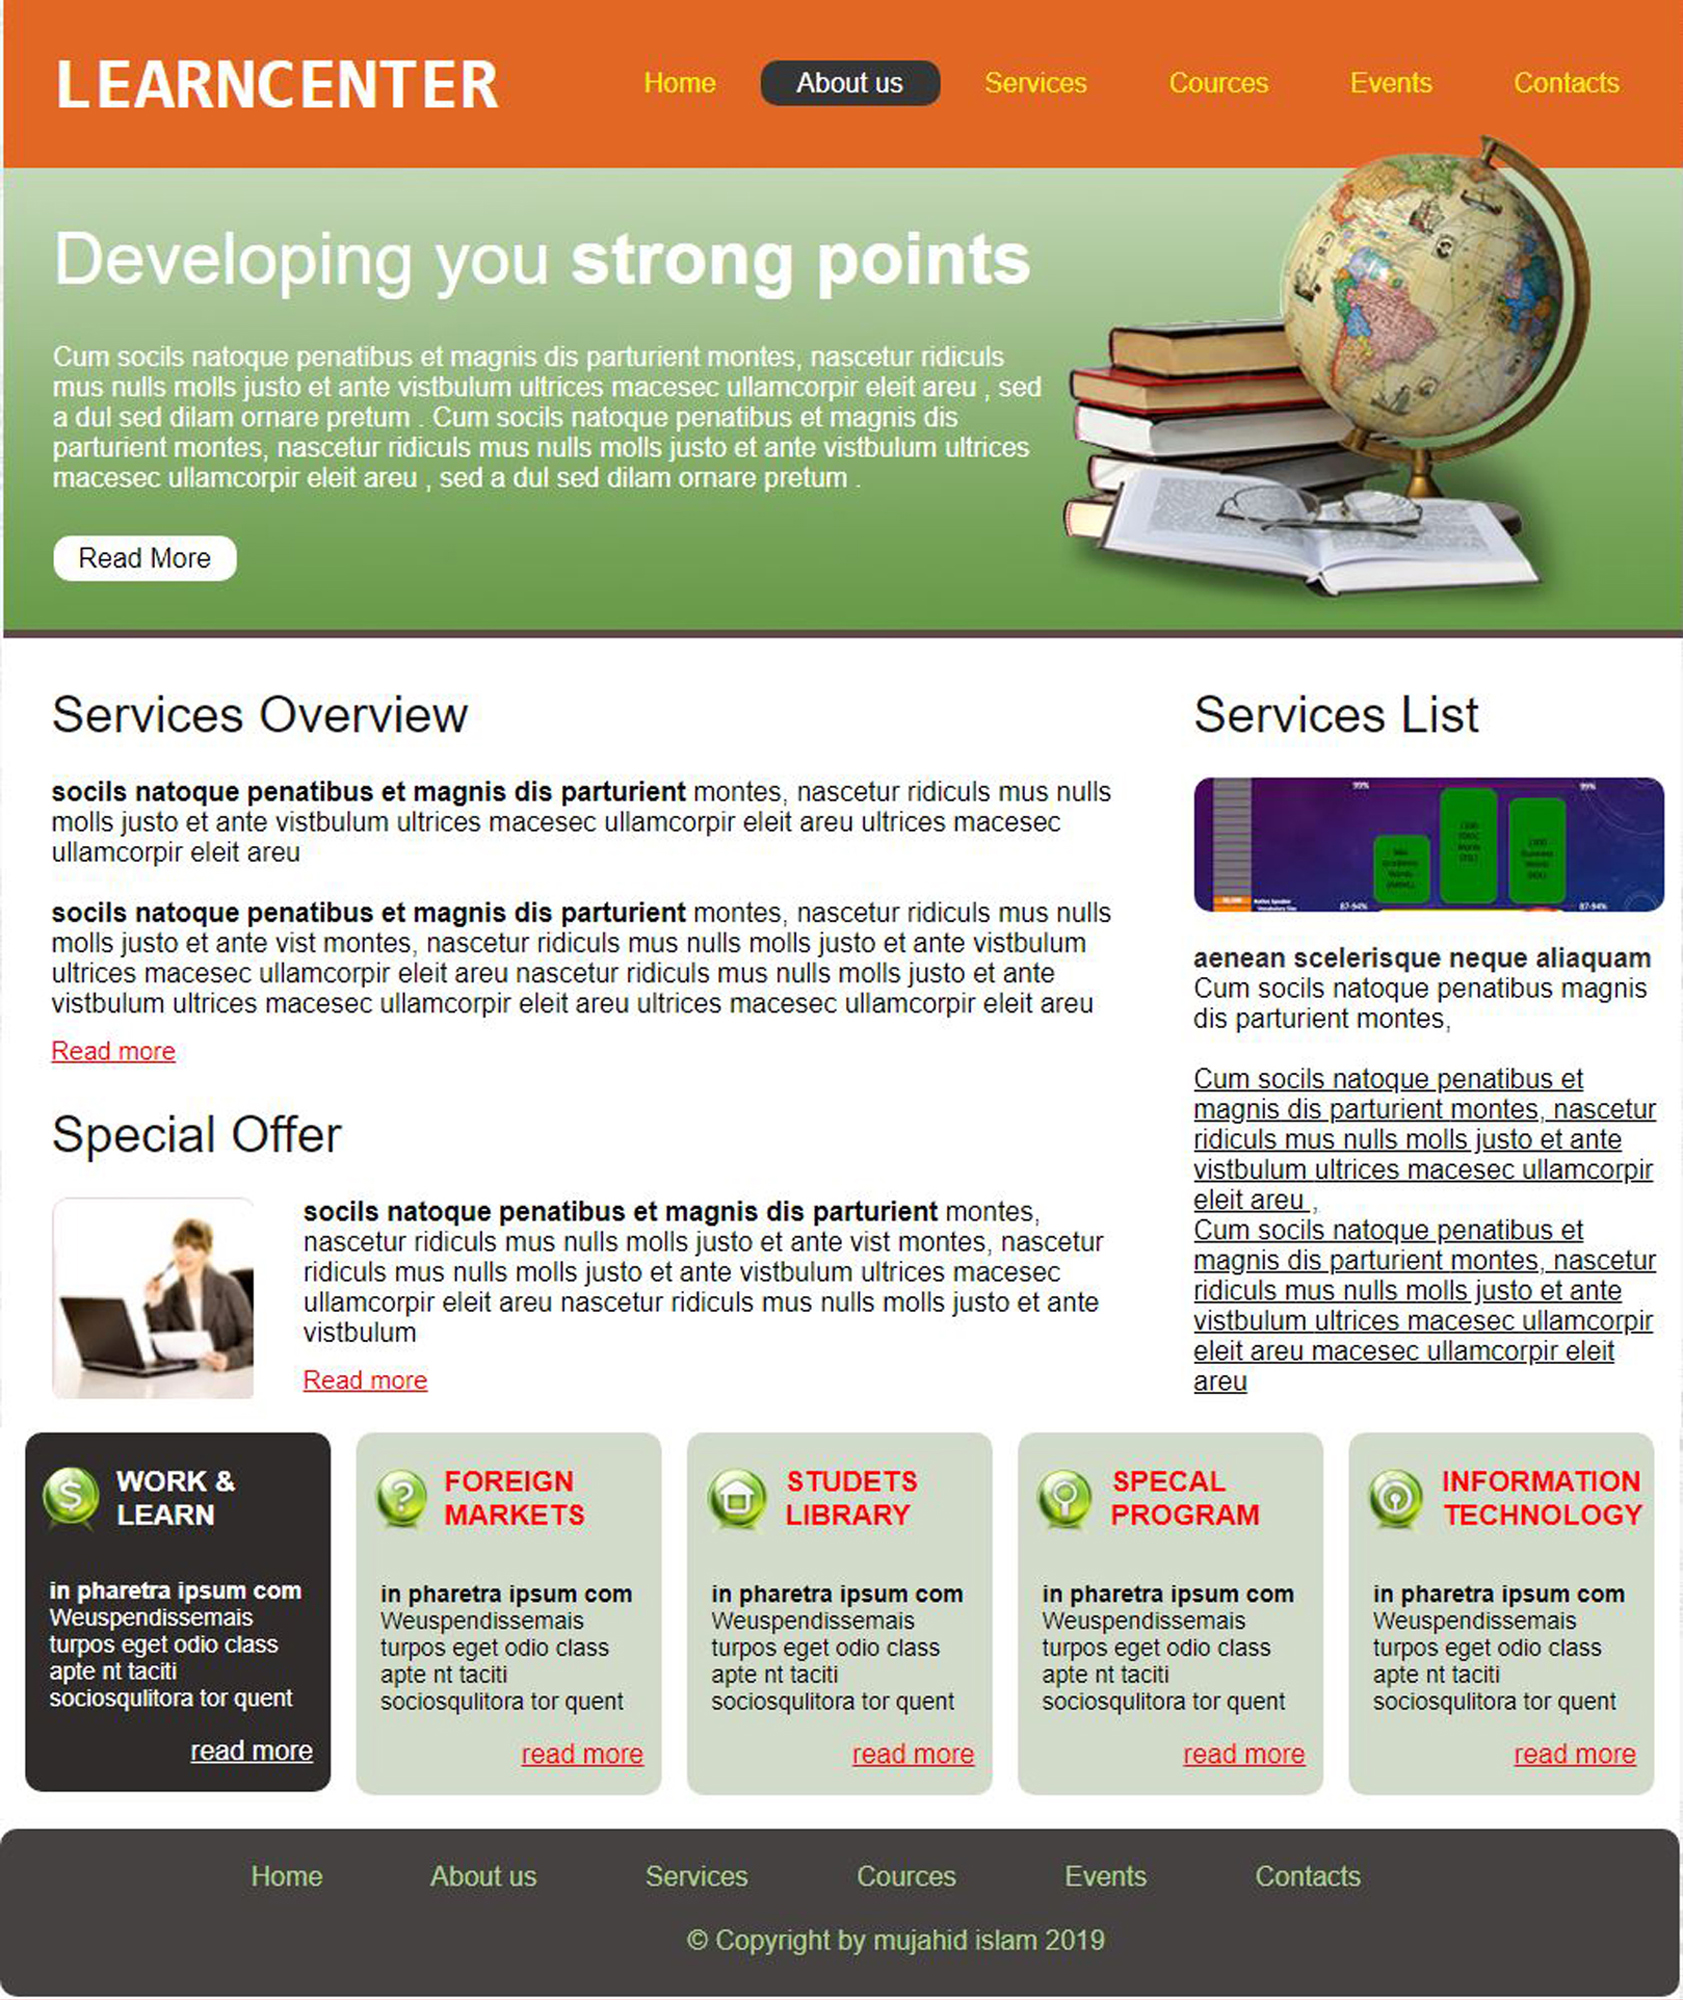 LEARNCENTER
Home
About us
Services
Cources
Events
Contacts
Developing you strong points
Cum socils natoque penatibus et magnis dis parturient montes, nascetur ridiculs
mus nulls molls justo et ante vistbulum ultrices macesec ullamcorpir eleit areu , sed
a dul sed dilam ornare pretum . Cum socils natoque penatibus et magnis dis
parturient montes, nascetur ridiculs mus nulls molls justo et ante vistbulum ultrices
macesec ullamcorpir eleit areu , sed a dul sed dilam ornare pretum .
Read More
Services Overview
socils natoque penatibus et magnis dis parturient montes, nascetur ridiculs mus nulls
molls justo et ante vistbulum ultrices macesec ullamcorpir eleit areu ultrices macesec
ullamcorpir eleit areu
socils natoque penatibus et magnis dis parturient montes, nascetur ridiculs mus nulls
molls justo et ante vist montes, nascetur ridiculs mus nulls molls justo et ante vistbulum
ultrices macesec ullamcorpir eleit areu nascetur ridiculs mus nulls molls justo et ante
vistbulum ultrices macesec ullamcorpir eleit areu ultrices macesec ullamcorpir eleit areu
Read more
Special Offer
socils natoque penatibus et magnis dis parturient montes,
nascetur ridiculs mus nulls molls justo et ante vist montes, nascetur
ridiculs mus nulls molls justo et ante vistbulum ultrices macesec
ullamcorpir eleit areu nascetur ridiculs mus nulls molls justo et ante
vistbulum
Read more
Services List
99%
99%
87-94%
87-94%
aenean scelerisque neque aliaquam
Cum socils natoque penatibus magnis
dis parturient montes,
Cum socils natoque penatibus et
magnis dis parturient montes, nascetur
ridiculs mus nulls molls justo et ante
vistbulum ultrices macesec ullamcorpir
eleit areu ,
Cum socils natoque penatibus et
magnis dis parturient montes, nascetur
ridiculs mus nulls molls justo et ante
vistbulum ultrices macesec ullamcorpir
eleit areu macesec ullamcorpir eleit
areu
WORK &
LEARN
in pharetra ipsum com
Weuspendissemais
turpos eget odio class
apte nt taciti
sociosqulitora tor quent
read more
FOREIGN
MARKETS
in pharetra ipsum com
Weuspendissemais
turpos eget odio class
apte nt taciti
sociosqulitora tor quent
read more
STUDETS
LIBRARY
in pharetra ipsum com
Weuspendissemais
turpos eget odio class
apte nt taciti
sociosqulitora tor quent
read more
SPECAL
PROGRAM
in pharetra ipsum com
Weuspendissemais
turpos eget odio class
apte nt taciti
sociosqulitora tor quent
read more
INFORMATION
TECHNOLOGY
in pharetra ipsum com
Weuspendissemais
turpos eget odio class
apte nt taciti
sociosqulitora tor quent
read more
Home
About us
Services
Cources
Events
Contacts
© Copyright by mujahid islam 2019